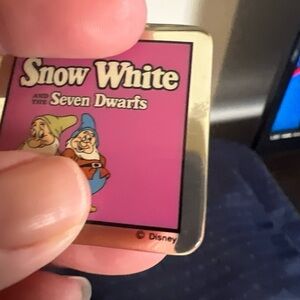 Snow White
AND THE Seven Dwarfs
© Disney